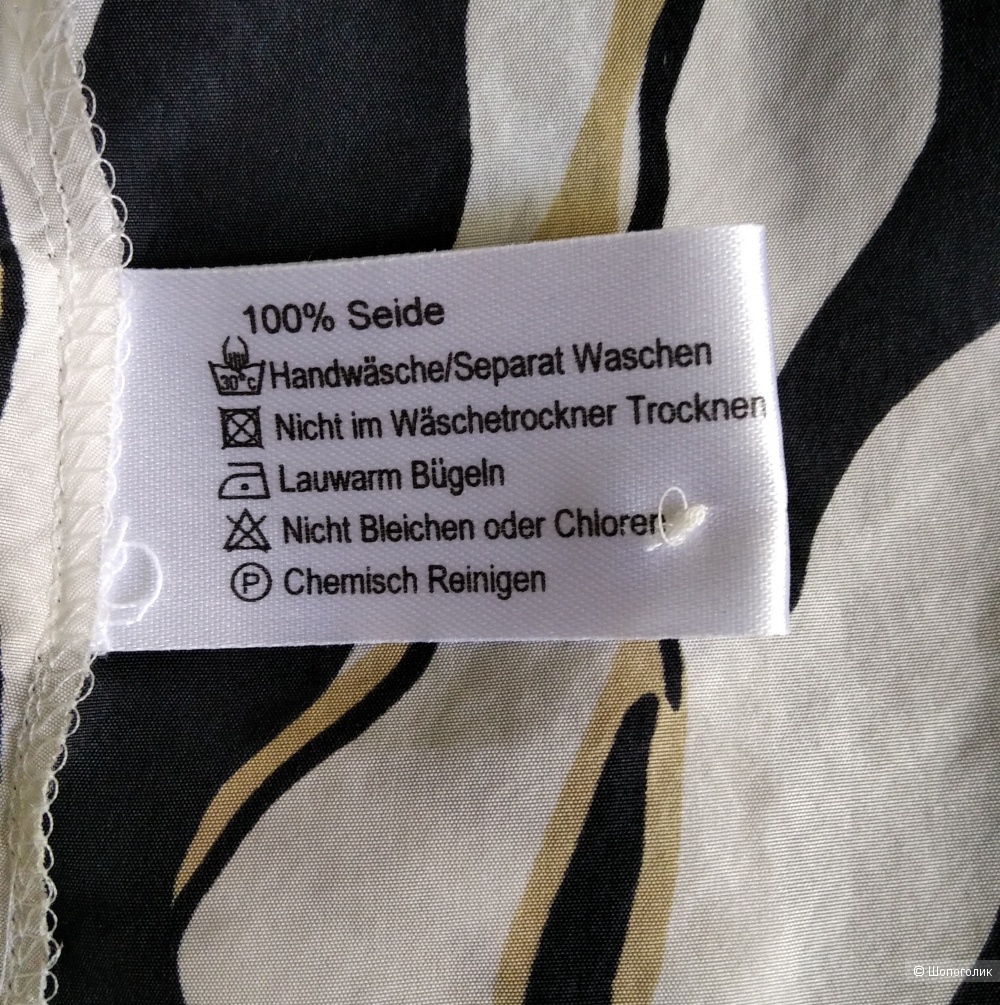 100% Seide
30°c Handwäsche/Separat Waschen
Nicht im Wäschetrockner Trocknen
Lauwarm Bügeln
Nicht Bleichen oder Chloren
P Chemisch Reinigen
© Шопоголик